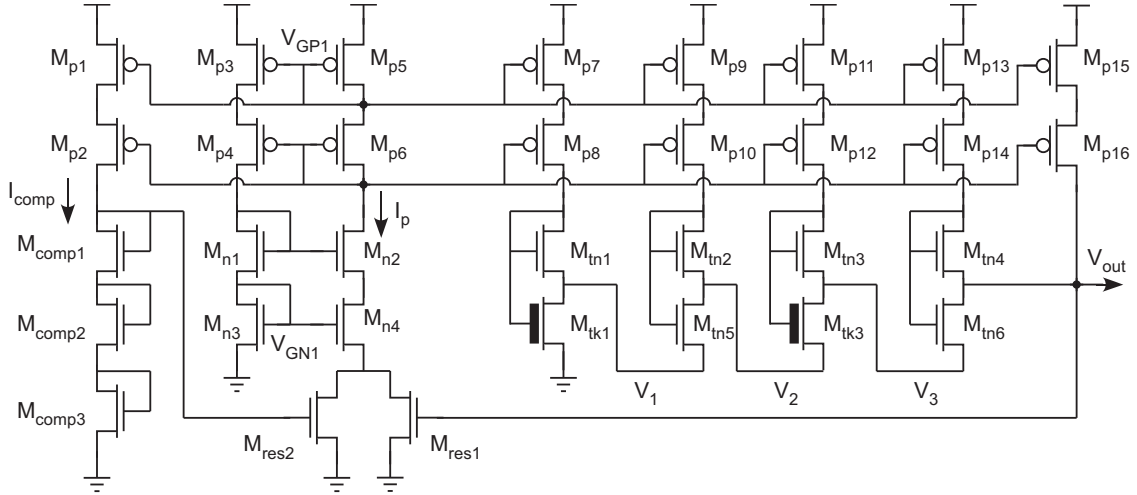 V_GP1
M_p1 M_p3 M_p5 M_p7 M_p9 M_p11 M_p13 M_p15
M_p2 M_p4 M_p6 M_p8 M_p10 M_p12 M_p14 M_p16
I_comp I_p
M_comp1 M_n1 M_n2 M_tn1 M_tn2 M_tn3 M_tn4 V_out
M_comp2 M_n3 M_n4 M_tk1 M_tn5 M_tk3 M_tn6
V_GN1
V_1 V_2 V_3
M_comp3
M_res2 M_res1